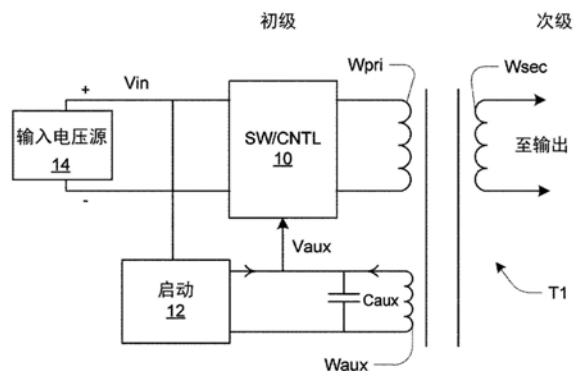 初级
次级
Wpri
Wsec
+
Vin
输入电压源
14
-
SW/CNTL
10
至输出
Vaux
启动
12
Caux
T1
Waux